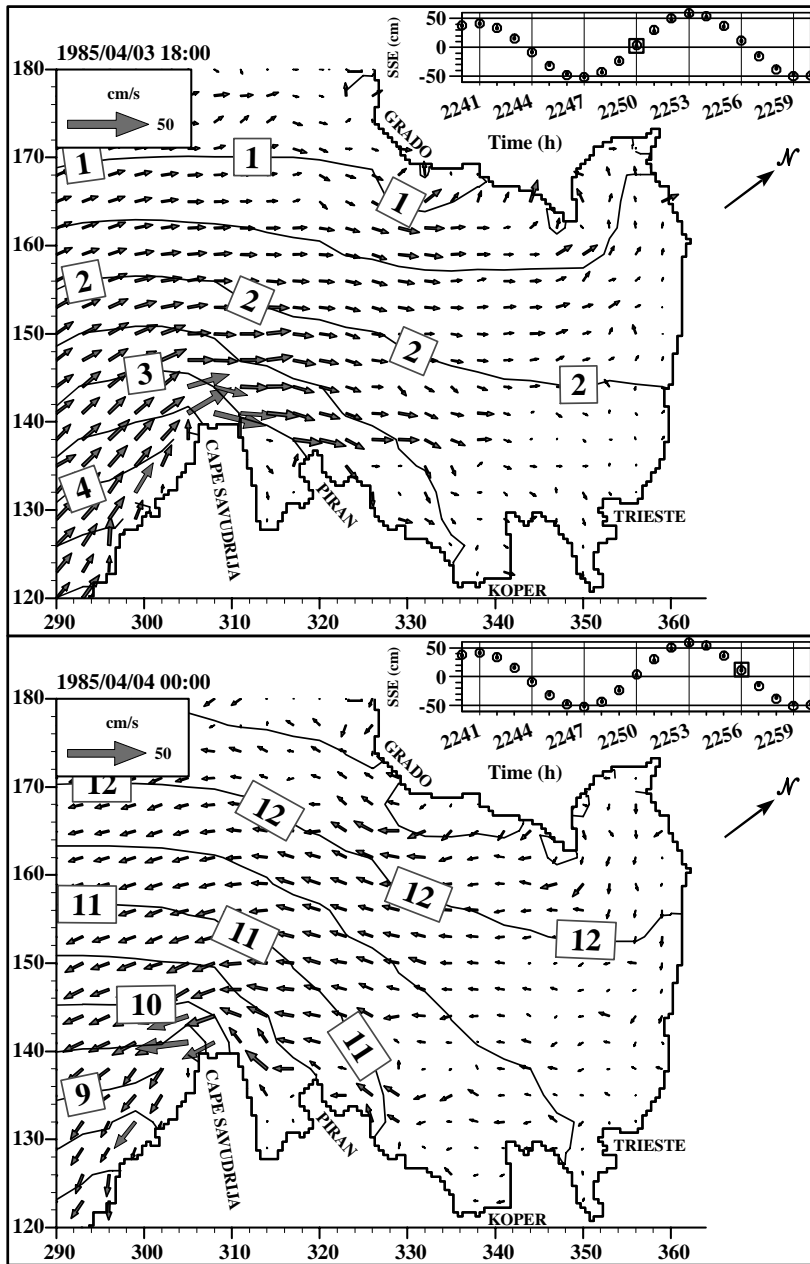 1985/04/03 18:00
cm/s
50
SSE (cm)
50
0
-50
2241 2244 2247 2250 2253 2256 2259
Time (h)
N
180
170
160
150
140
130
120
290 300 310 320 330 340 350 360
GRADO
CAPE SAVUDRIJA
PIRAN
KOPER
TRIESTE
1 1 1
2 2 2 2
3
4
1985/04/04 00:00
cm/s
50
SSE (cm)
50
0
-50
2241 2244 2247 2250 2253 2256 2259
Time (h)
N
180
170
160
150
140
130
120
290 300 310 320 330 340 350 360
GRADO
CAPE SAVUDRIJA
PIRAN
KOPER
TRIESTE
12 12 12 12
11 11 11
10
9